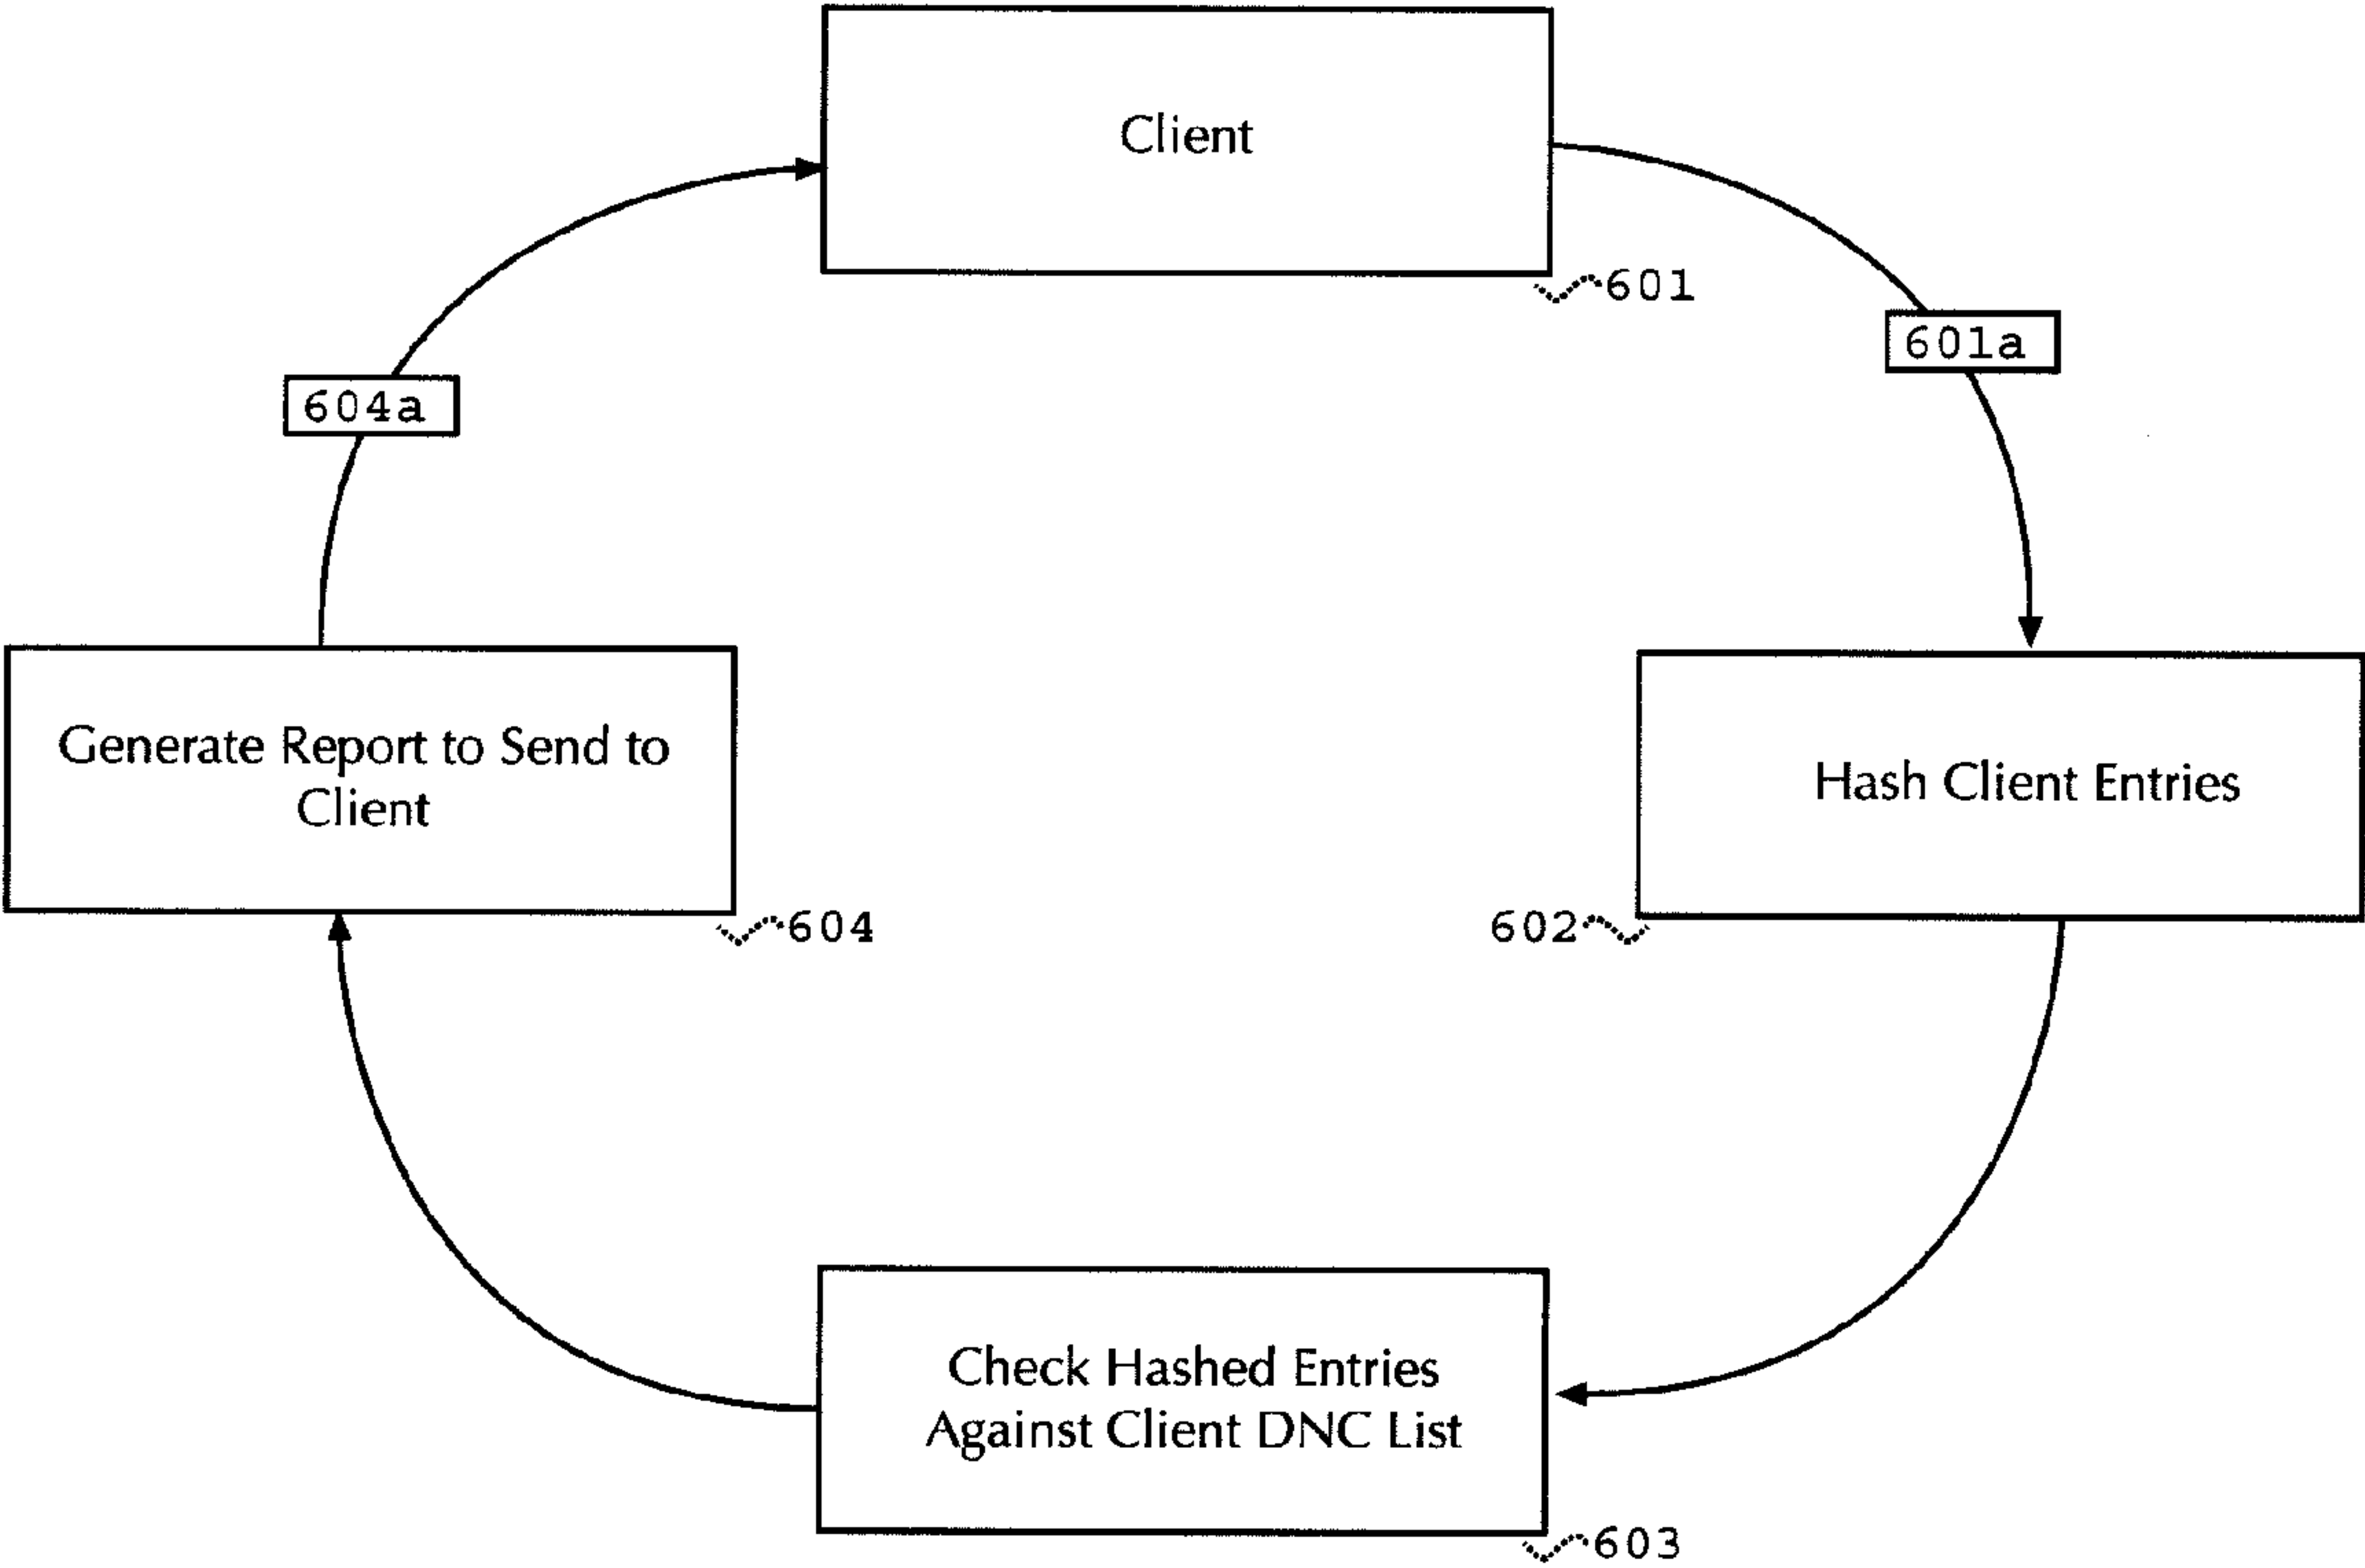 Client
601
601a
604a
Generate Report to Send to
Client
604
Hash Client Entries
602
Check Hashed Entries
Against Client DNC List
603